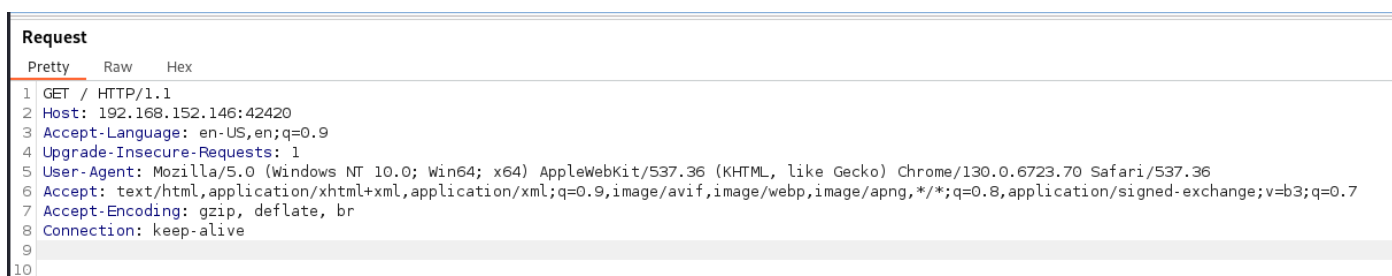 Request
Pretty Raw Hex
1 GET / HTTP/1.1
2 Host: 192.168.152.146:42420
3 Accept-Language: en-US,en;q=0.9
4 Upgrade-Insecure-Requests: 1
5 User-Agent: Mozilla/5.0 (Windows NT 10.0; Win64; x64) AppleWebKit/537.36 (KHTML, like Gecko) Chrome/130.0.6723.70 Safari/537.36
6 Accept: text/html,application/xhtml+xml,application/xml;q=0.9,image/avif,image/webp,image/apng,*/*;q=0.8,application/signed-exchange;v=b3;q=0.7
7 Accept-Encoding: gzip, deflate, br
8 Connection: keep-alive
9
10